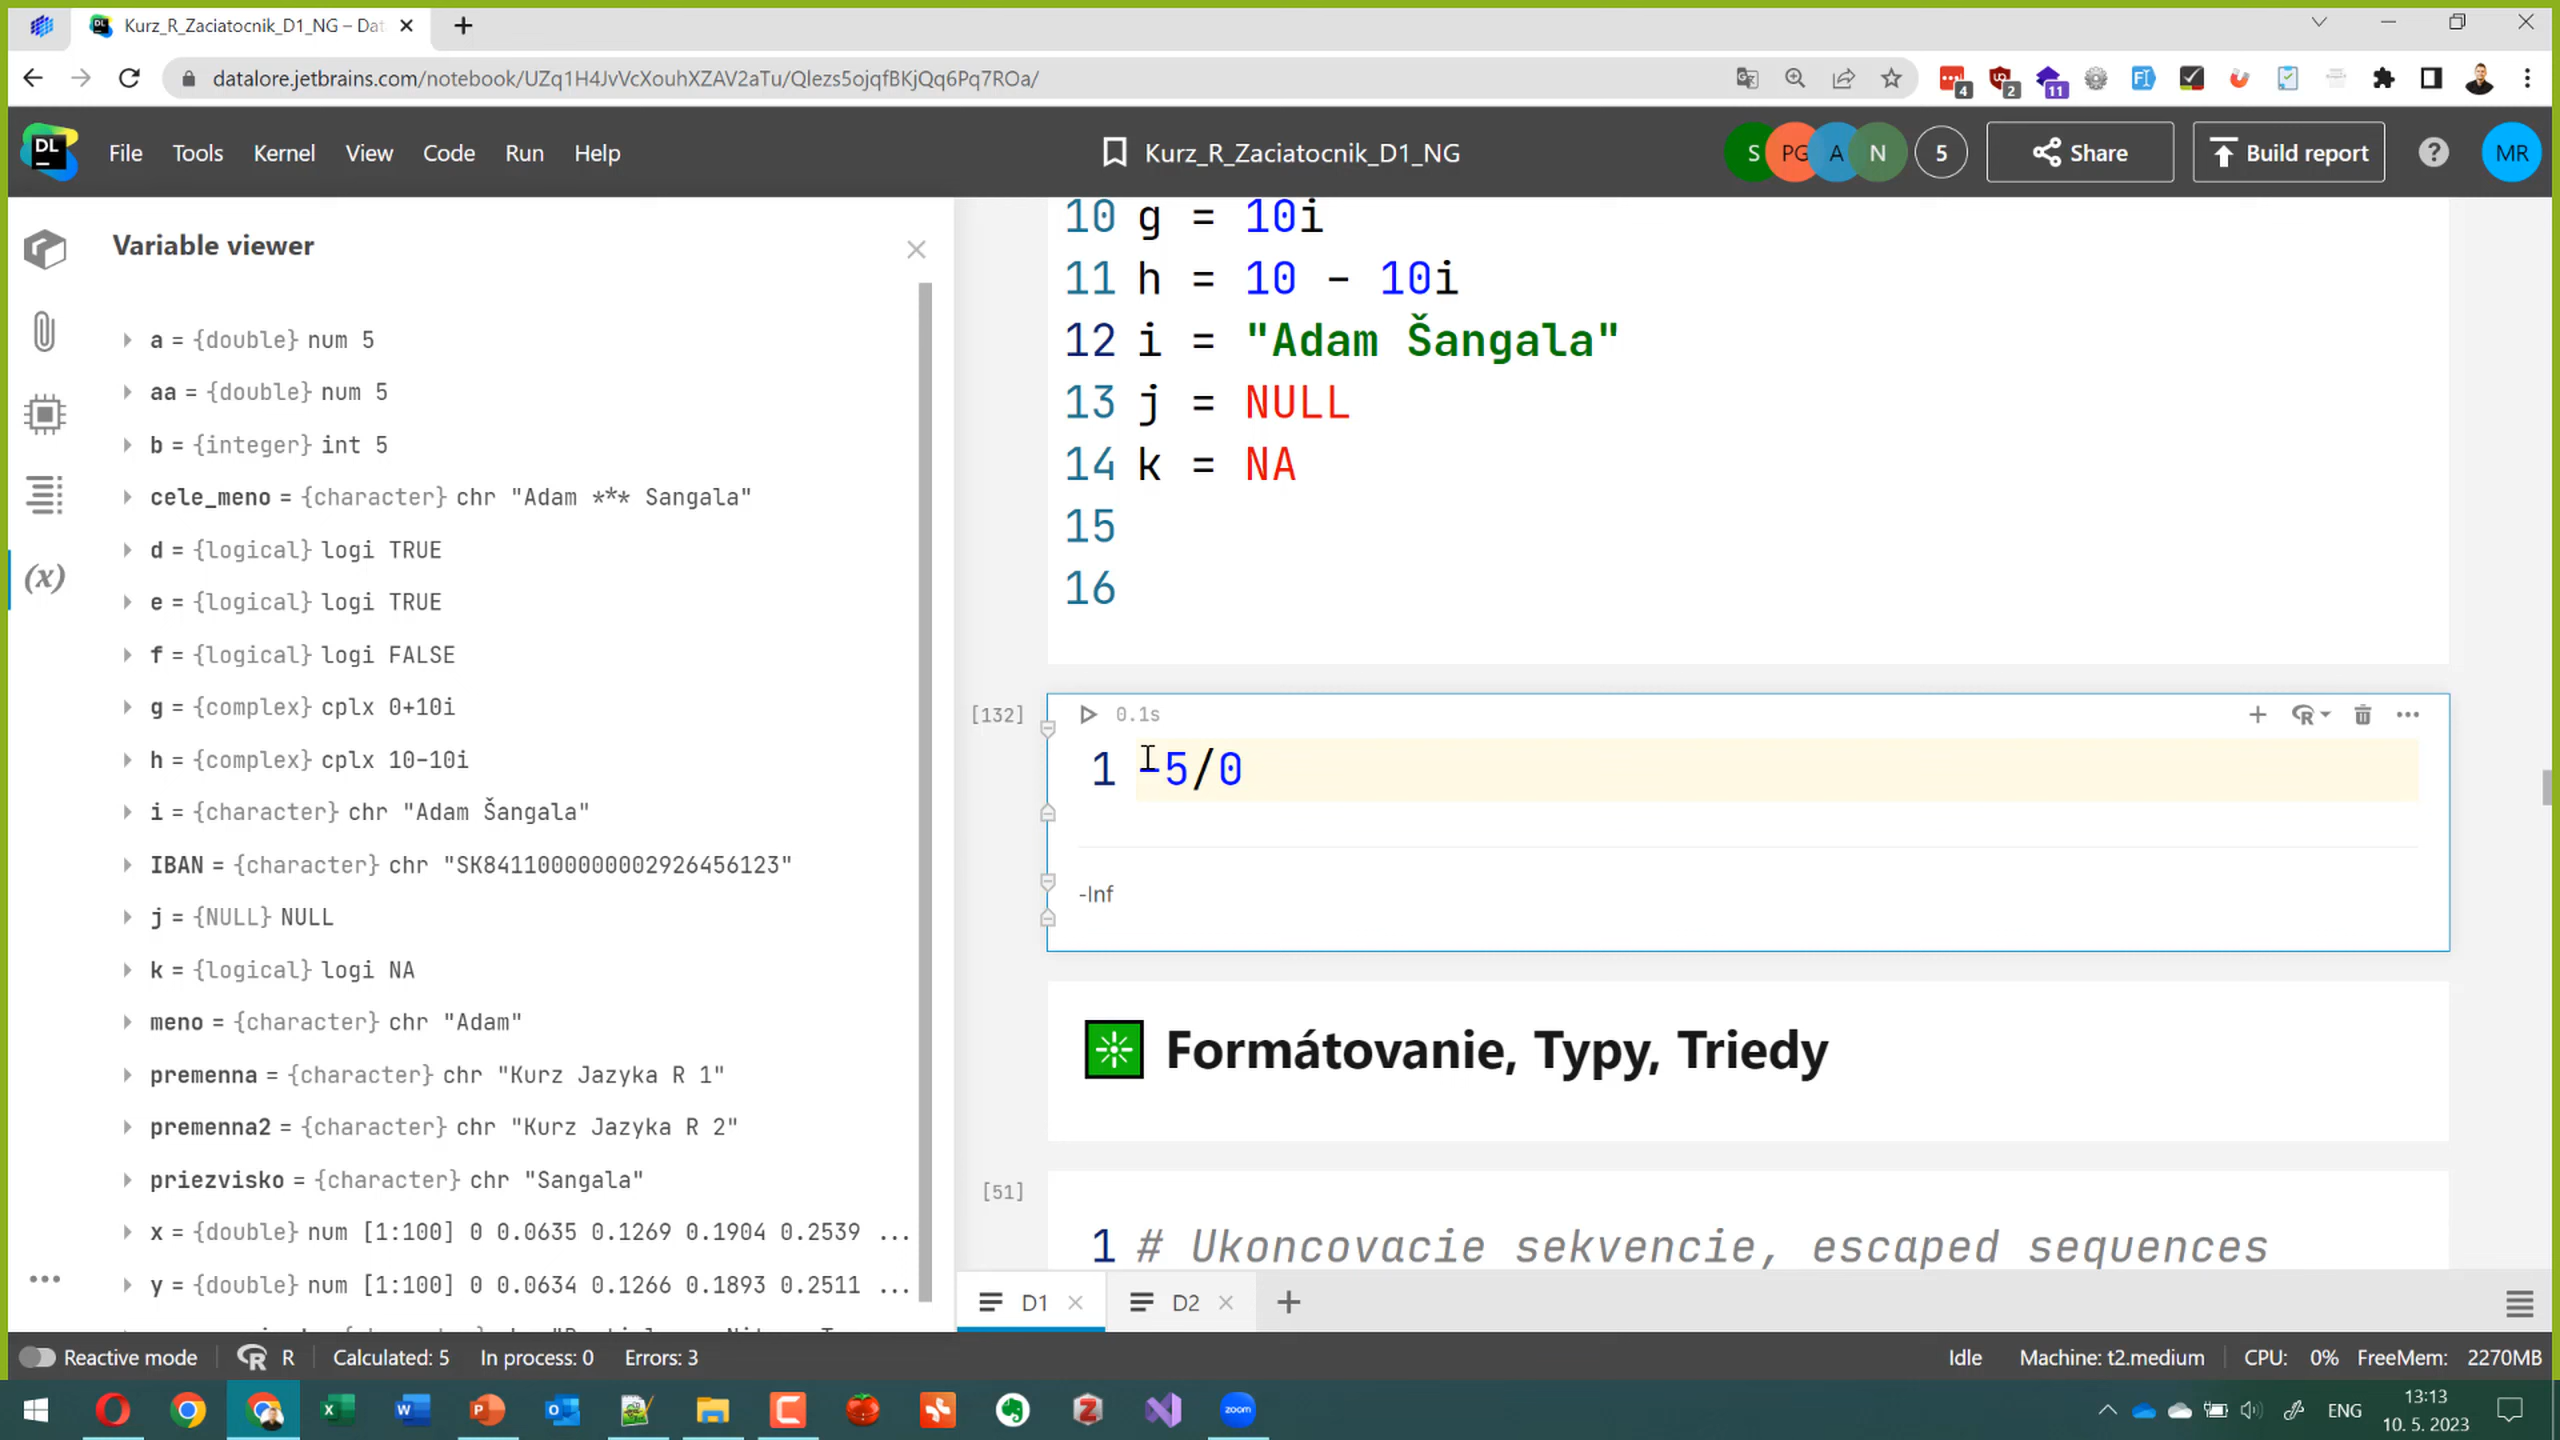 Kurz_R_Zaciatocnik_D1_NG – Dat
datalore.jetbrains.com/notebook/UZq1H4JvVcXouhXZAV2aTu/Qlezs5ojqfBKjQq6Pq7ROa/
4
2
11
DL
File Tools Kernel View Code Run Help
Kurz_R_Zaciatocnik_D1_NG
S PG A N 5
Share
Build report
MR
Variable viewer
a = {double} num 5
aa = {double} num 5
b = {integer} int 5
cele_meno = {character} chr "Adam *** Sangala"
d = {logical} logi TRUE
e = {logical} logi TRUE
f = {logical} logi FALSE
g = {complex} cplx 0+10i
h = {complex} cplx 10-10i
i = {character} chr "Adam Šangala"
IBAN = {character} chr "SK8411000000002926456123"
j = {NULL} NULL
k = {logical} logi NA
meno = {character} chr "Adam"
premenna = {character} chr "Kurz Jazyka R 1"
premenna2 = {character} chr "Kurz Jazyka R 2"
priezvisko = {character} chr "Sangala"
x = {double} num [1:100] 0 0.0635 0.1269 0.1904 0.2539 ...
y = {double} num [1:100] 0 0.0634 0.1266 0.1893 0.2511 ...
10 g = 10i
11 h = 10 - 10i
12 i = "Adam Šangala"
13 j = NULL
14 k = NA
15
16
[132]
0.1s
1 -5/0
-Inf
Formátovanie, Typy, Triedy
[51]
1 # Ukoncovacie sekvencie, escaped sequences
D1
D2
Reactive mode R Calculated: 5 In process: 0 Errors: 3
Idle Machine: t2.medium CPU: 0% FreeMem: 2270MB
zoom
ENG
13:13
10. 5. 2023